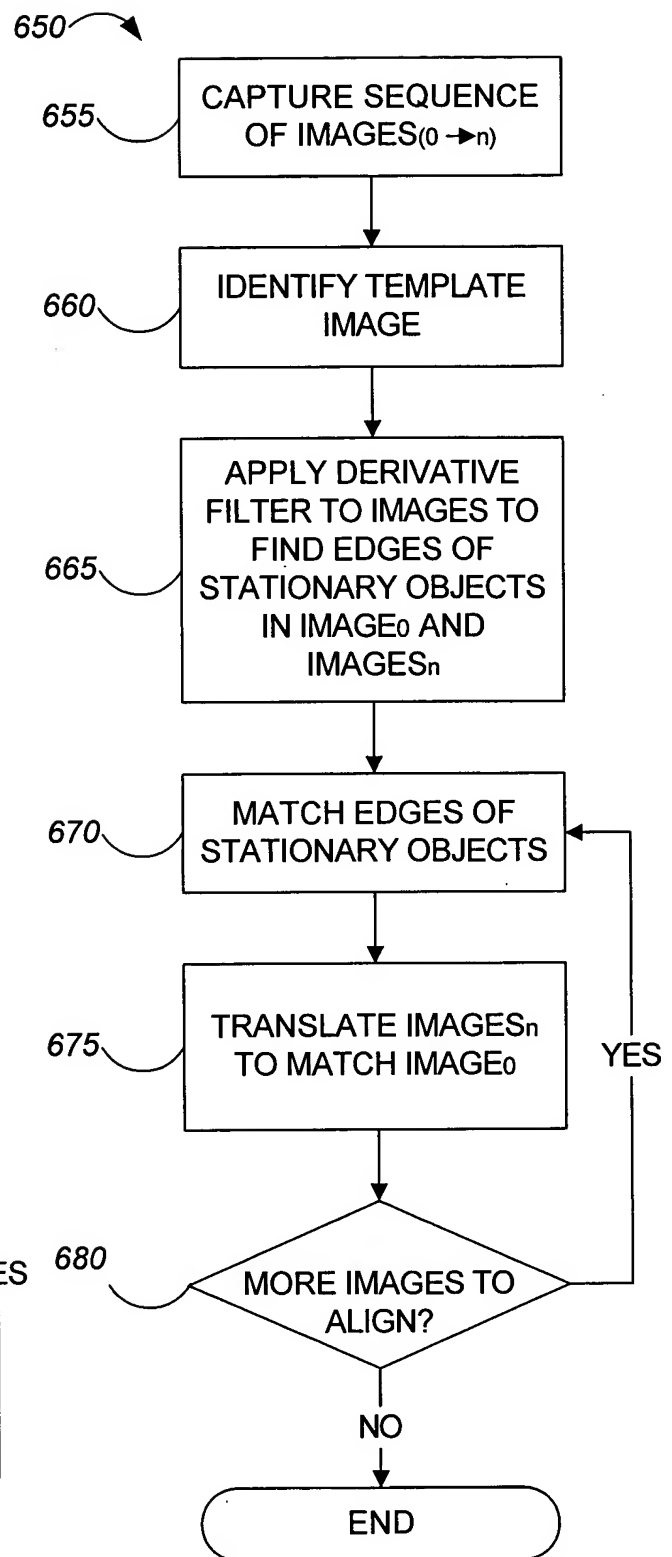 650
655
CAPTURE SEQUENCE
OF IMAGES(0 → n)
660
IDENTIFY TEMPLATE
IMAGE
665
APPLY DERIVATIVE
FILTER TO IMAGES TO
FIND EDGES OF
STATIONARY OBJECTS
IN IMAGE₀ AND
IMAGESₙ
670
MATCH EDGES OF
STATIONARY OBJECTS
675
TRANSLATE IMAGESₙ
TO MATCH IMAGE₀
YES
ES
680
MORE IMAGES TO
ALIGN?
NO
END